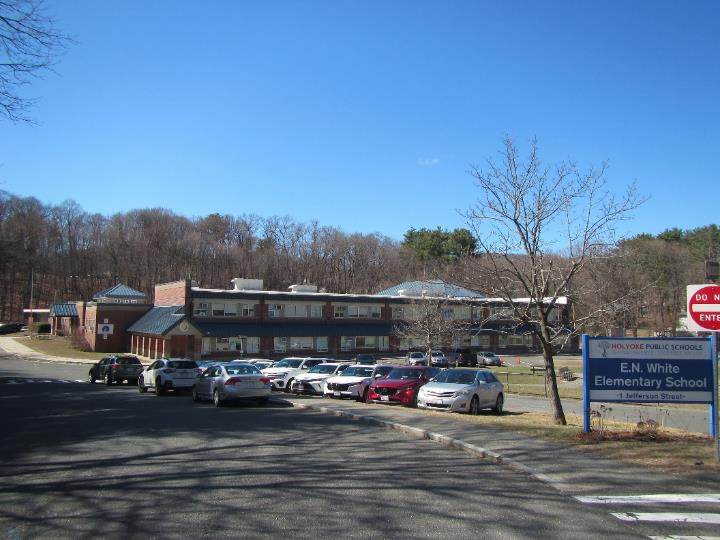 HOLYOKE PUBLIC SCHOOLS
E.N. White
Elementary School
-1 Jefferson Street-
DO N
ENTE